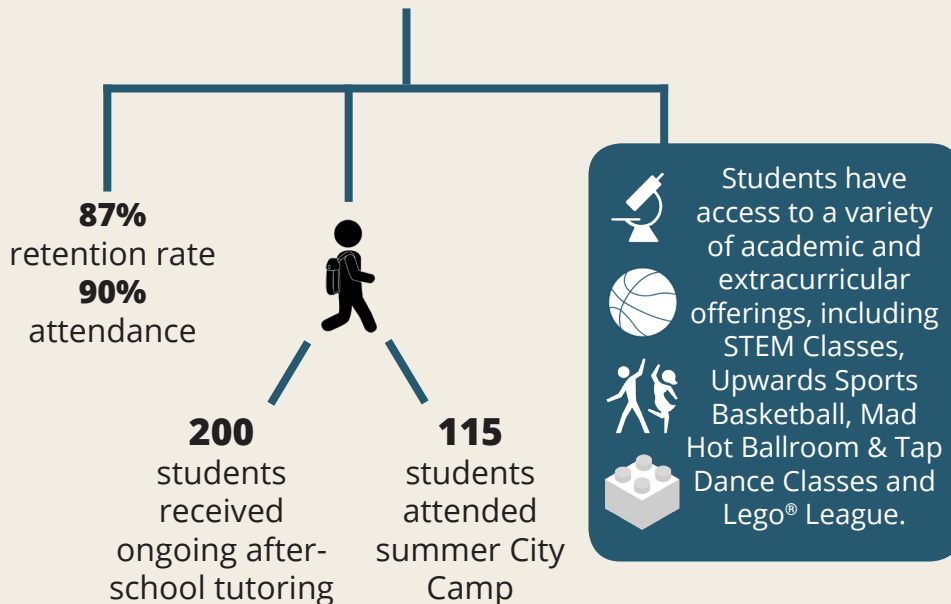 87%
retention rate
90%
attendance
200
students
received
ongoing after-
school tutoring
115
students
attended
summer City
Camp
Students have
access to a variety
of academic and
extracurricular
offerings, including
STEM Classes,
Upwards Sports
Basketball, Mad
Hot Ballroom & Tap
Dance Classes and
Lego® League.